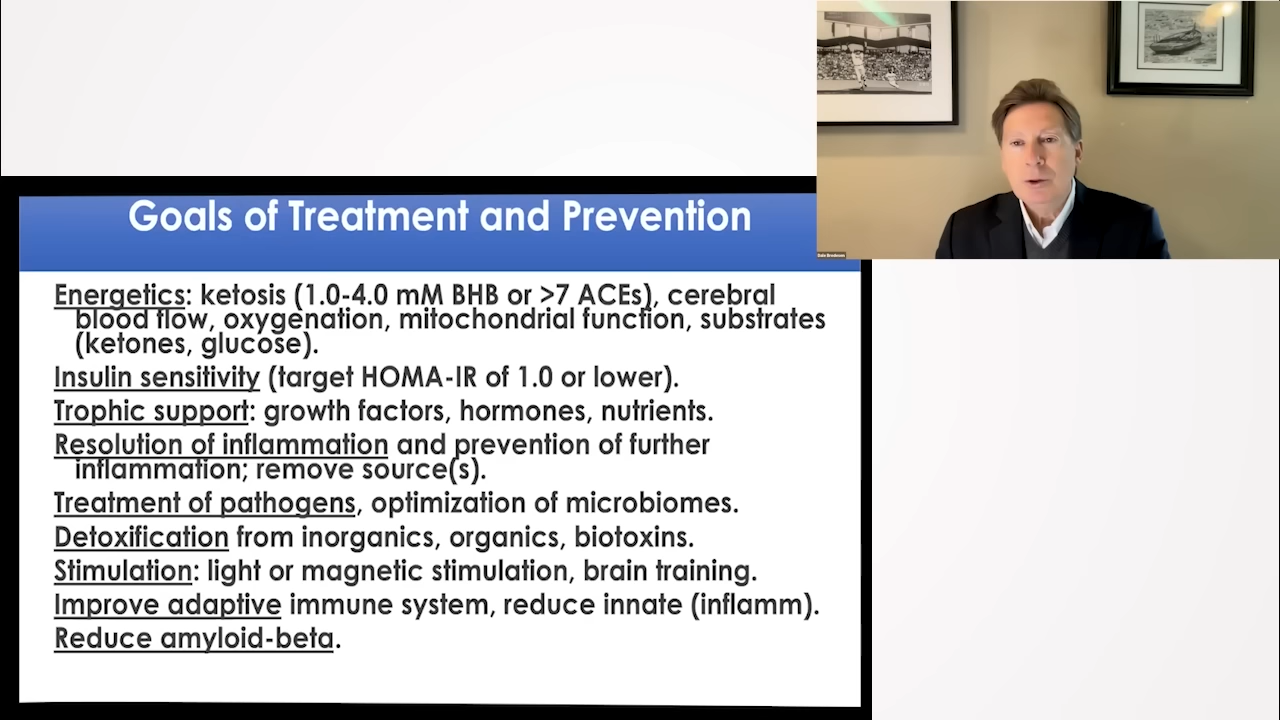 Goals of Treatment and Prevention
Energetics: ketosis (1.0-4.0 mM BHB or >7 ACEs), cerebral
blood flow, oxygenation, mitochondrial function, substrates
(ketones, glucose).
Insulin sensitivity (target HOMA-IR of 1.0 or lower).
Trophic support: growth factors, hormones, nutrients.
Resolution of inflammation and prevention of further
inflammation; remove source(s).
Treatment of pathogens, optimization of microbiomes.
Detoxification from inorganics, organics, biotoxins.
Stimulation: light or magnetic stimulation, brain training.
Improve adaptive immune system, reduce innate (inflamm).
Reduce amyloid-beta.